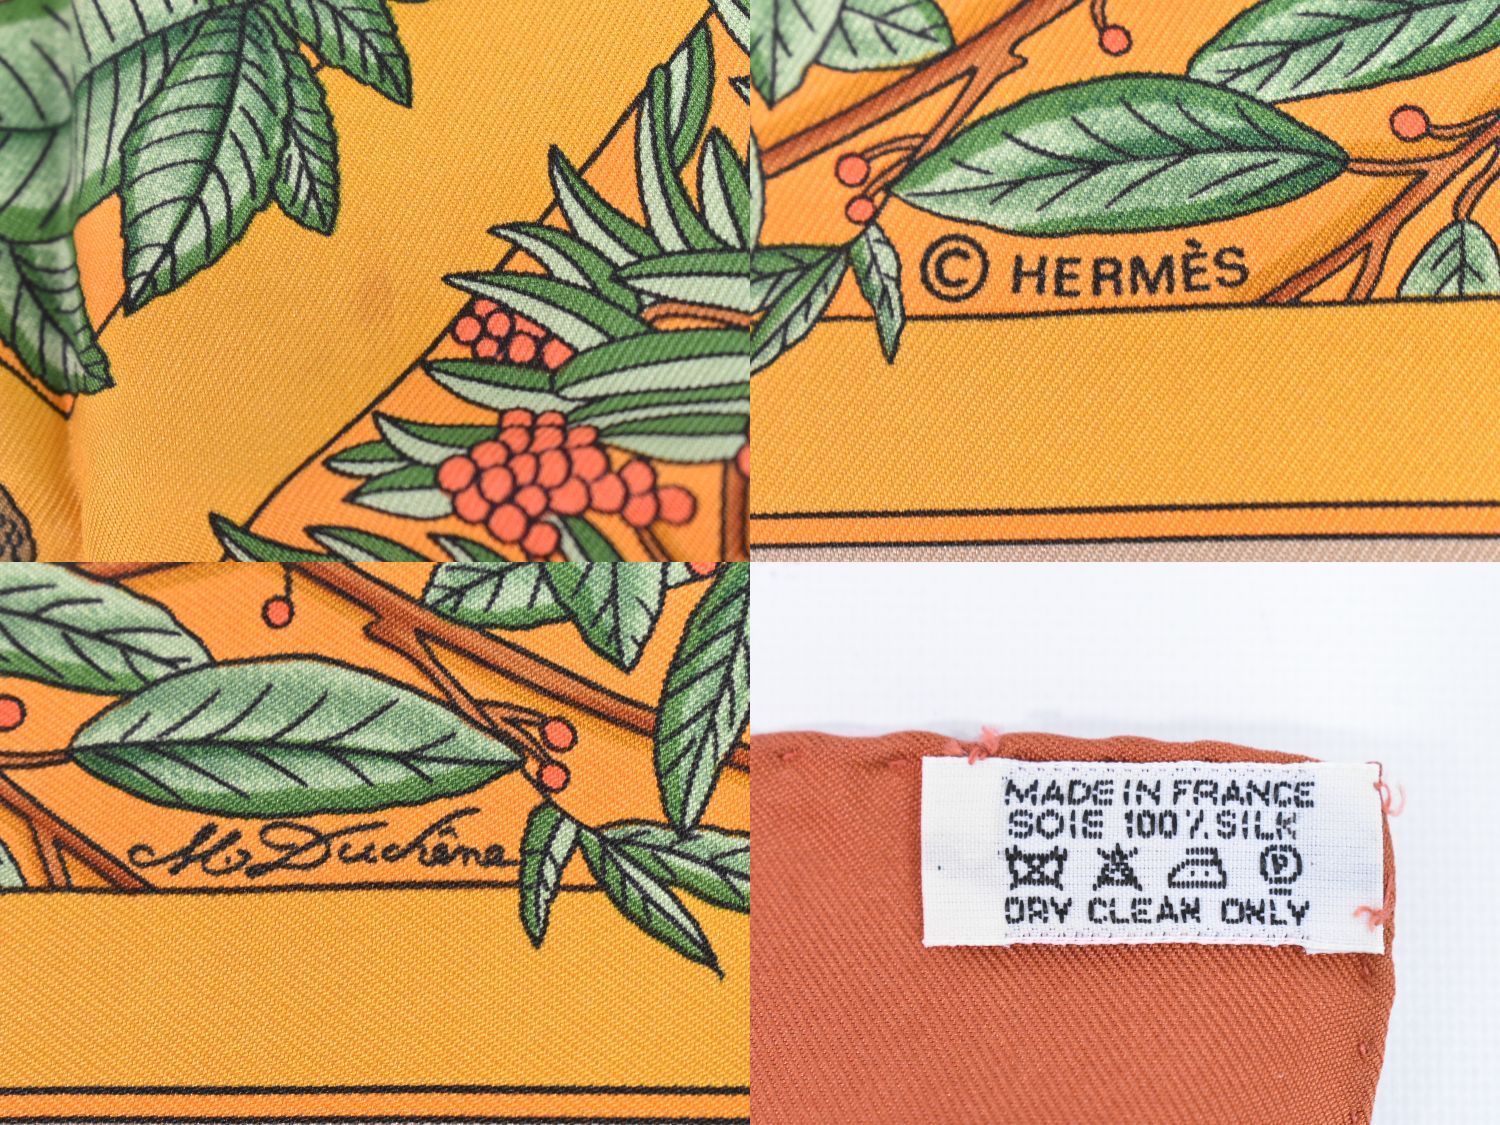 © HERMÈS
M. Duchêne
MADE IN FRANCE
SOIE 100% SILK
P
DRY CLEAN ONLY